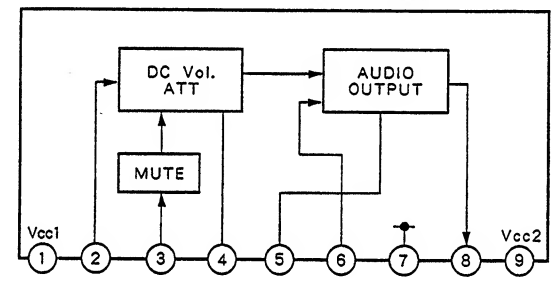 DC Vol.
ATT
AUDIO
OUTPUT
MUTE
Vcc1
Vcc2
1 2 3 4 5 6 7 8 9